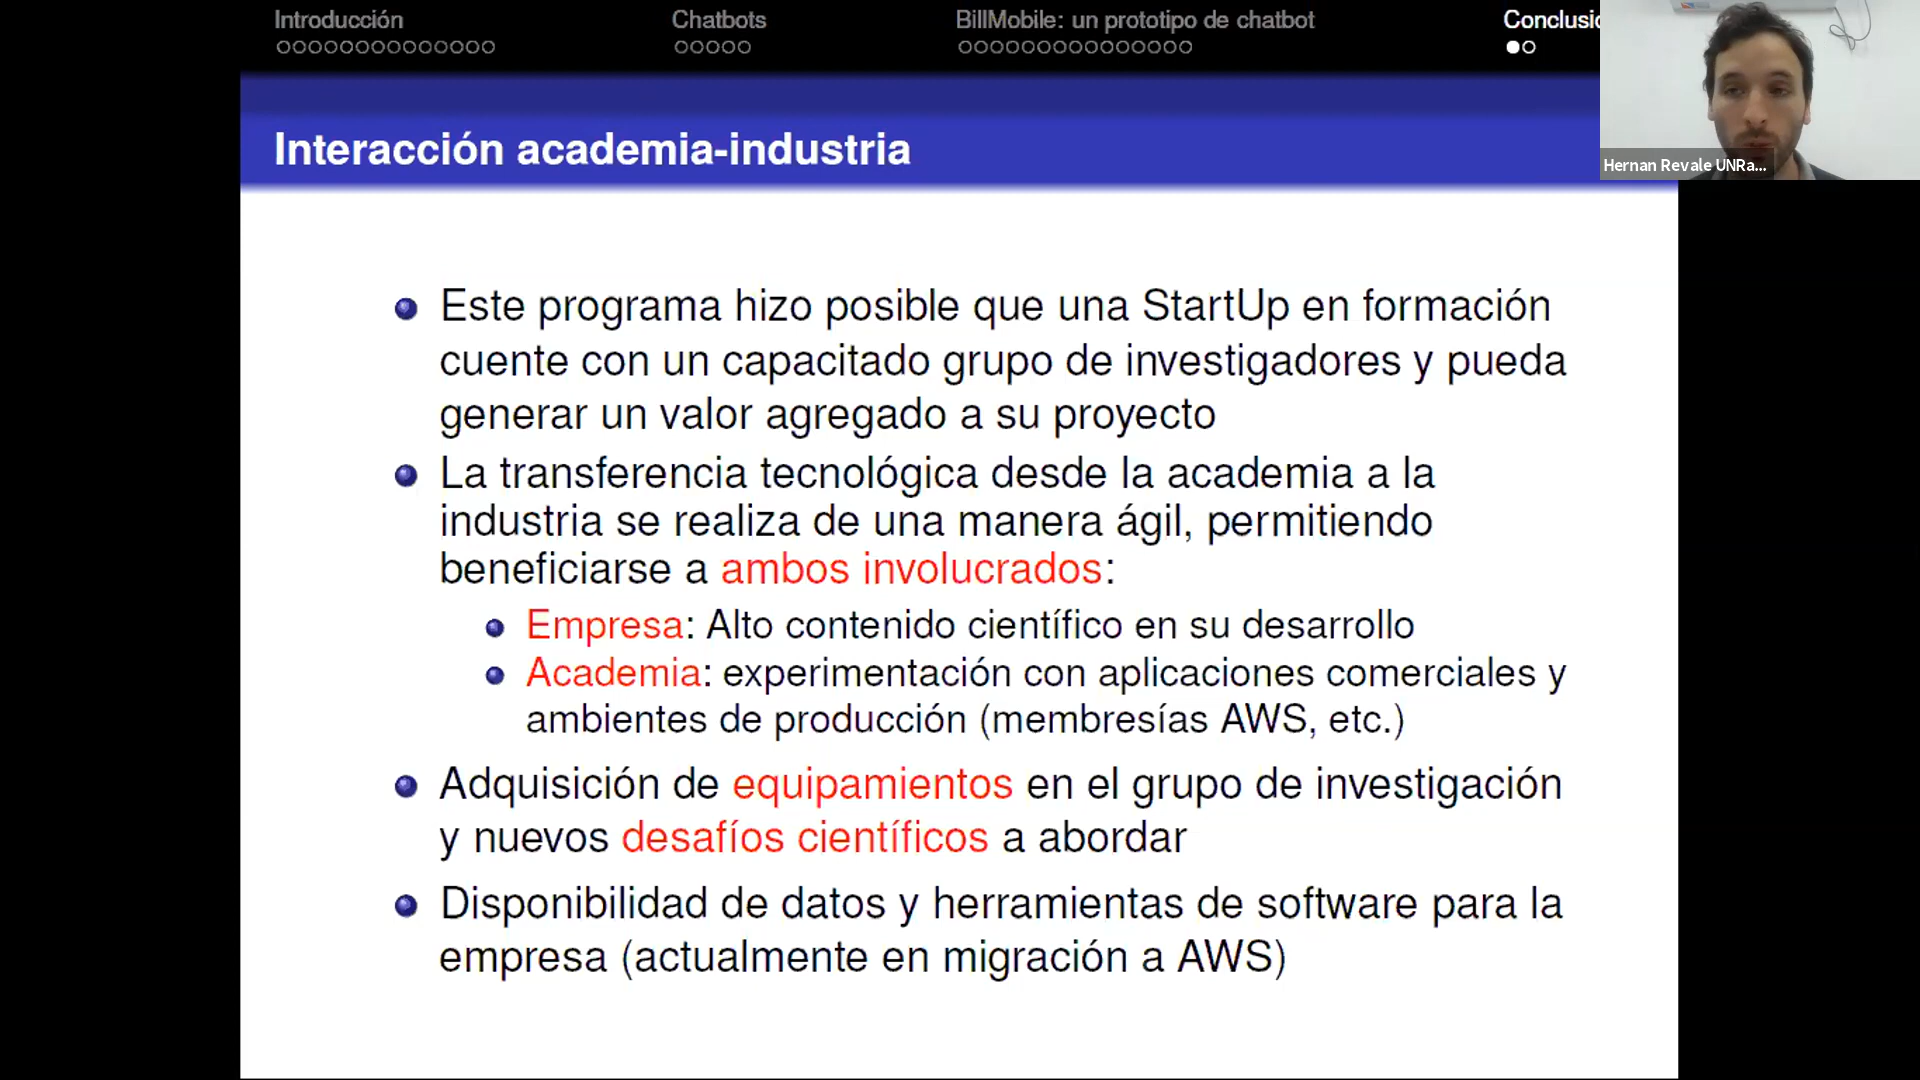 Introducción
Chatbots
BillMobile: un prototipo de chatbot
Conclusio
Hernan Revale UNRa...
Interacción academia-industria
Este programa hizo posible que una StartUp en formación
cuente con un capacitado grupo de investigadores y pueda
generar un valor agregado a su proyecto
La transferencia tecnológica desde la academia a la
industria se realiza de una manera ágil, permitiendo
beneficiarse a ambos involucrados:
Empresa: Alto contenido científico en su desarrollo
Academia: experimentación con aplicaciones comerciales y
ambientes de producción (membresías AWS, etc.)
Adquisición de equipamientos en el grupo de investigación
y nuevos desafíos científicos a abordar
Disponibilidad de datos y herramientas de software para la
empresa (actualmente en migración a AWS)